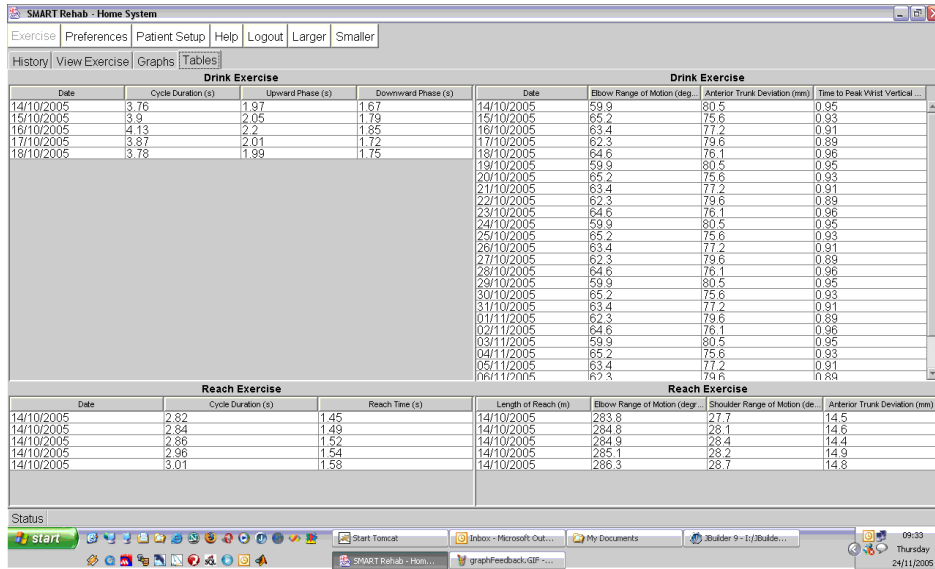 SMART Rehab - Home System
Exercise Preferences Patient Setup Help Logout Larger Smaller
History View Exercise Graphs Tables
Drink Exercise
Date Cycle Duration (s) Upward Phase (s) Downward Phase (s)
14/10/2005 3.76 1.97 1.67
15/10/2005 3.9 2.05 1.79
16/10/2005 4.13 2.2 1.85
17/10/2005 3.87 2.01 1.72
18/10/2005 3.78 1.99 1.75
Drink Exercise
Date Elbow Range of Motion (deg... Anterior Trunk Deviation (mm) Time to Peak Wrist Vertical ...
14/10/2005 59.9 80.5 0.95
15/10/2005 65.2 75.6 0.93
16/10/2005 63.4 77.2 0.91
17/10/2005 62.3 79.6 0.89
18/10/2005 64.6 76.1 0.96
19/10/2005 59.9 80.5 0.95
20/10/2005 65.2 75.6 0.93
21/10/2005 63.4 77.2 0.91
22/10/2005 62.3 79.6 0.89
23/10/2005 64.6 76.1 0.96
24/10/2005 59.9 80.5 0.95
25/10/2005 65.2 75.6 0.93
26/10/2005 63.4 77.2 0.91
27/10/2005 62.3 79.6 0.89
28/10/2005 64.6 76.1 0.96
29/10/2005 59.9 80.5 0.95
30/10/2005 65.2 75.6 0.93
31/10/2005 63.4 77.2 0.91
01/11/2005 62.3 79.6 0.89
02/11/2005 64.6 76.1 0.96
03/11/2005 59.9 80.5 0.95
04/11/2005 65.2 75.6 0.93
05/11/2005 63.4 77.2 0.91
06/11/2005 62.3 79.6 0.89
Reach Exercise
Date Cycle Duration (s) Reach Time (s)
14/10/2005 2.82 1.45
14/10/2005 2.84 1.49
14/10/2005 2.86 1.52
14/10/2005 2.96 1.54
14/10/2005 3.01 1.58
Reach Exercise
Length of Reach (m) Elbow Range of Motion (degr... Shoulder Range of Motion (de... Anterior Trunk Deviation (mm)
14/10/2005 283.8 27.7 14.5
14/10/2005 284.8 28.1 14.6
14/10/2005 284.9 28.4 14.4
14/10/2005 285.1 28.2 14.9
14/10/2005 286.3 28.7 14.8
Status
start Start Tomcat Inbox - Microsoft Out... My Documents JBuilder 9 - I:/JBuilde... 09:33
Thursday
SMART Rehab - Hom... graphFeedback.GIF -... 24/11/2005